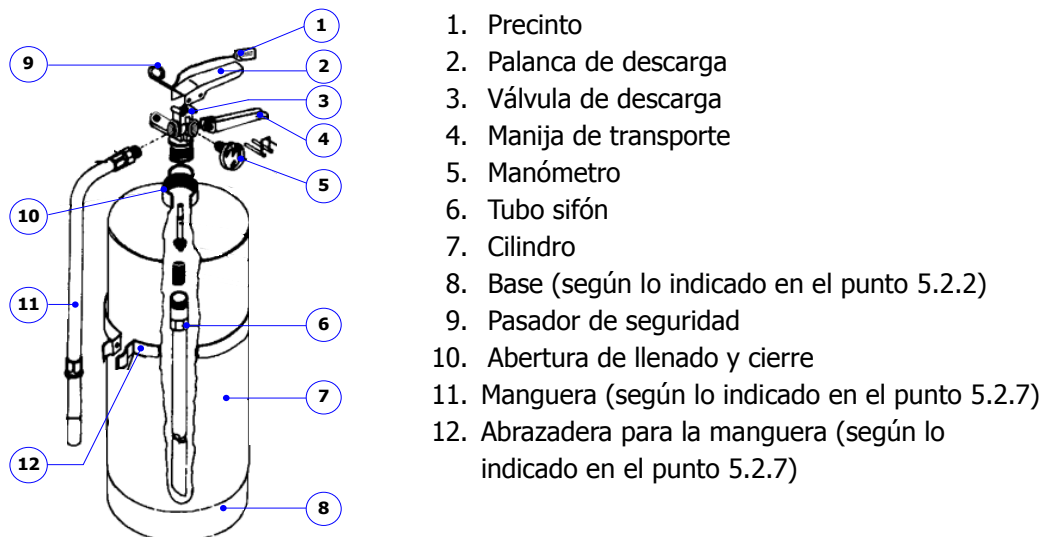 1
2
3
4
5
6
7
8
9
10
11
12
1. Precinto
2. Palanca de descarga
3. Válvula de descarga
4. Manija de transporte
5. Manómetro
6. Tubo sifón
7. Cilindro
8. Base (según lo indicado en el punto 5.2.2)
9. Pasador de seguridad
10. Abertura de llenado y cierre
11. Manguera (según lo indicado en el punto 5.2.7)
12. Abrazadera para la manguera (según lo
indicado en el punto 5.2.7)